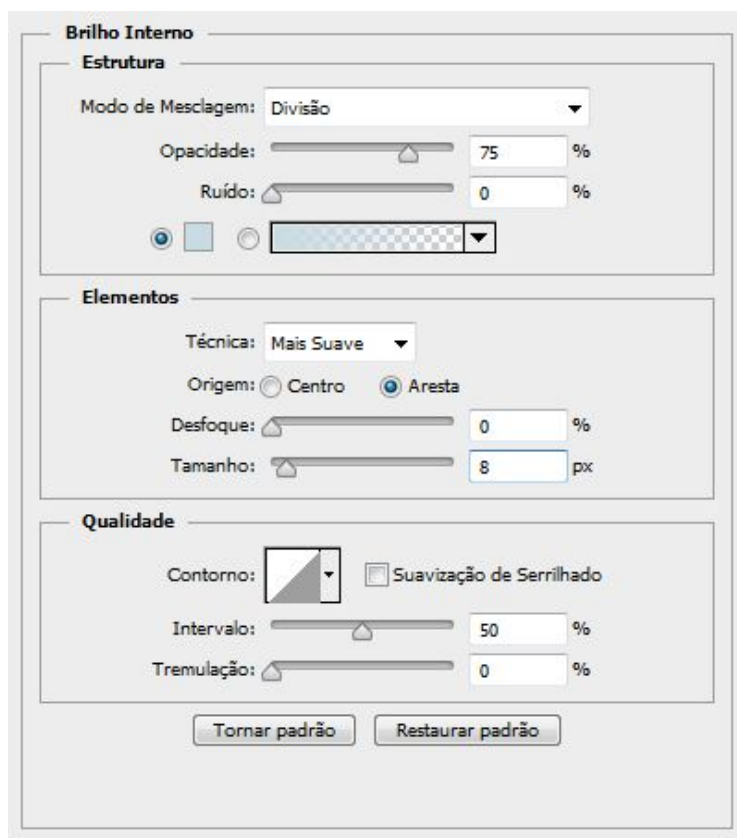 Brilho Interno
Estrutura
Modo de Mesclagem: Divisão
Opacidade: 75 %
Ruído: 0 %
Elementos
Técnica: Mais Suave
Origem: Centro Aresta
Desfoque: 0 %
Tamanho: 8 px
Qualidade
Contorno: Suavização de Serrilhado
Intervalo: 50 %
Tremulação: 0 %
Tornar padrão Restaurar padrão